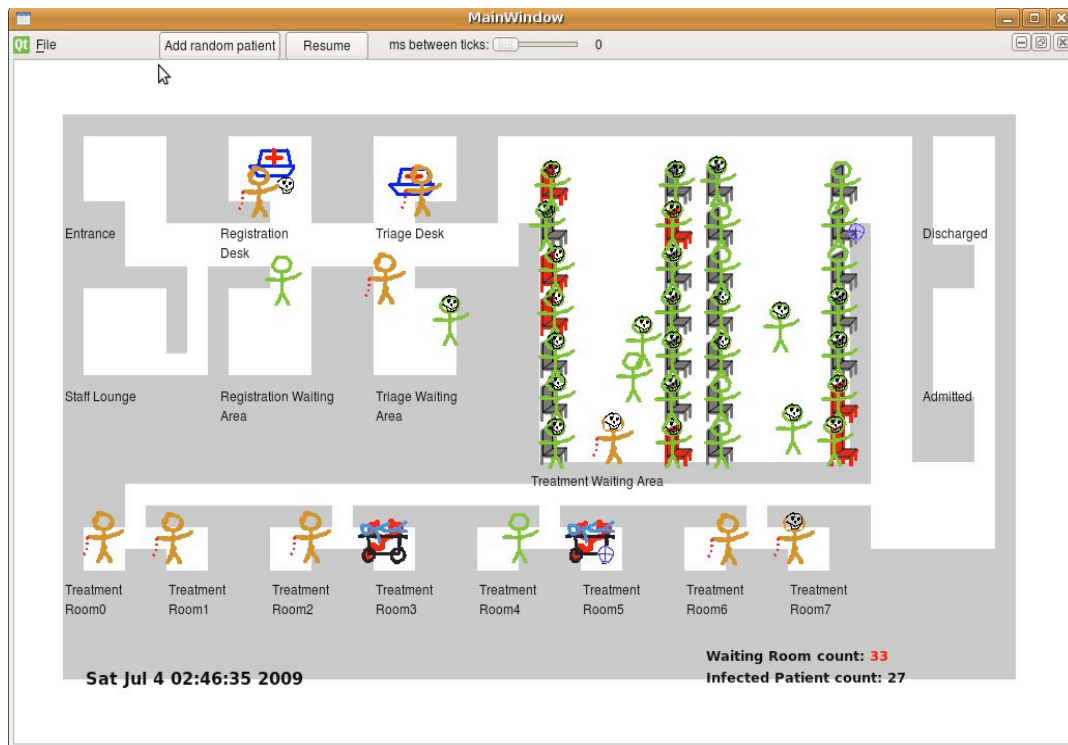 MainWindow
Qt File Add random patient Resume ms between ticks: 0
Entrance
Registration
Desk
Triage Desk
Discharged
Staff Lounge
Registration Waiting
Area
Triage Waiting
Area
Admitted
Treatment Waiting Area
Treatment
Room0
Treatment
Room1
Treatment
Room2
Treatment
Room3
Treatment
Room4
Treatment
Room5
Treatment
Room6
Treatment
Room7
Waiting Room count: 33
Sat Jul 4 02:46:35 2009
Infected Patient count: 27